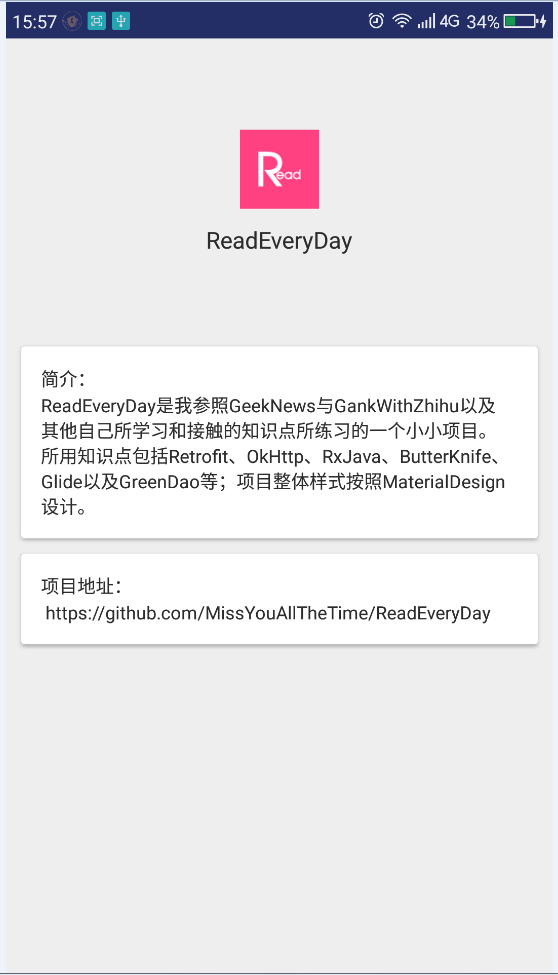 15:57 4G 34%
Read
ReadEveryDay
简介：
ReadEveryDay是我参照GeekNews与GankWithZhihu以及
其他自己所学习和接触的知识点所练习的一个小小项目。
所用知识点包括Retrofit、OkHttp、RxJava、ButterKnife、
Glide以及GreenDao等；项目整体样式按照MaterialDesign
设计。
项目地址：
https://github.com/MissYouAllTheTime/ReadEveryDay